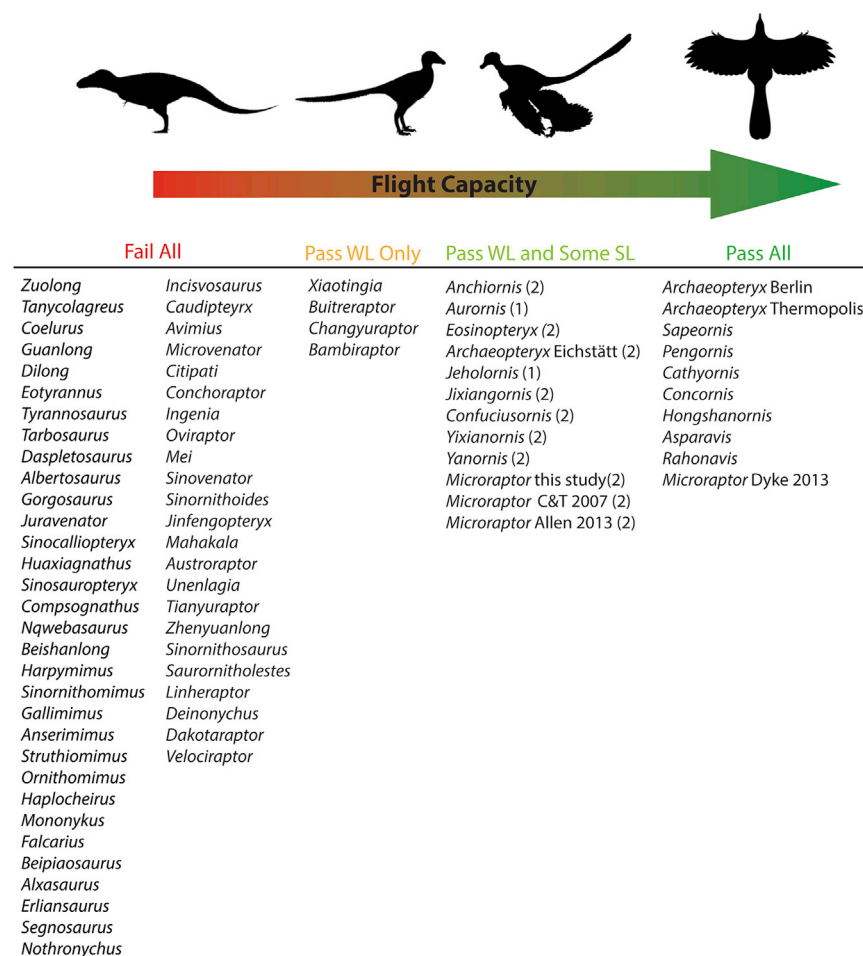 Flight Capacity
Fail All
Pass WL Only
Pass WL and Some SL
Pass All
Zuolong
Tanycolagreus
Coelurus
Guanlong
Dilong
Eotyrannus
Tyrannosaurus
Tarbosaurus
Daspletosaurus
Albertosaurus
Gorgosaurus
Juravenator
Sinocalliopteryx
Huaxiagnathus
Sinosauropteryx
Compsognathus
Nqwebasaurus
Beishanlong
Harpymimus
Sinornithomimus
Gallimimus
Anserimimus
Struthiomimus
Ornithomimus
Haplocheirus
Mononykus
Falcarius
Beipiaosaurus
Alxasaurus
Erliansaurus
Segnosaurus
Nothronychus
Incisvosaurus
Caudipteyrx
Avimius
Microvenator
Citipati
Conchoraptor
Ingenia
Oviraptor
Mei
Sinovenator
Sinornithoides
Jinfengopteryx
Mahakala
Austroraptor
Unenlagia
Tianyuraptor
Zhenyuanlong
Sinornithosaurus
Saurornitholestes
Linheraptor
Deinonychus
Dakotaraptor
Velociraptor
Xiaotingia
Buitreraptor
Changyuraptor
Bambiraptor
Anchiornis (2)
Aurornis (1)
Eosinopteryx (2)
Archaeopteryx Eichstätt (2)
Jeholornis (1)
Jixiangornis (2)
Confuciusornis (2)
Yixianornis (2)
Yanornis (2)
Microraptor this study(2)
Microraptor C&T 2007 (2)
Microraptor Allen 2013 (2)
Archaeopteryx Berlin
Archaeopteryx Thermopolis
Sapeornis
Pengornis
Cathyornis
Concornis
Hongshanornis
Asparavis
Rahonavis
Microraptor Dyke 2013